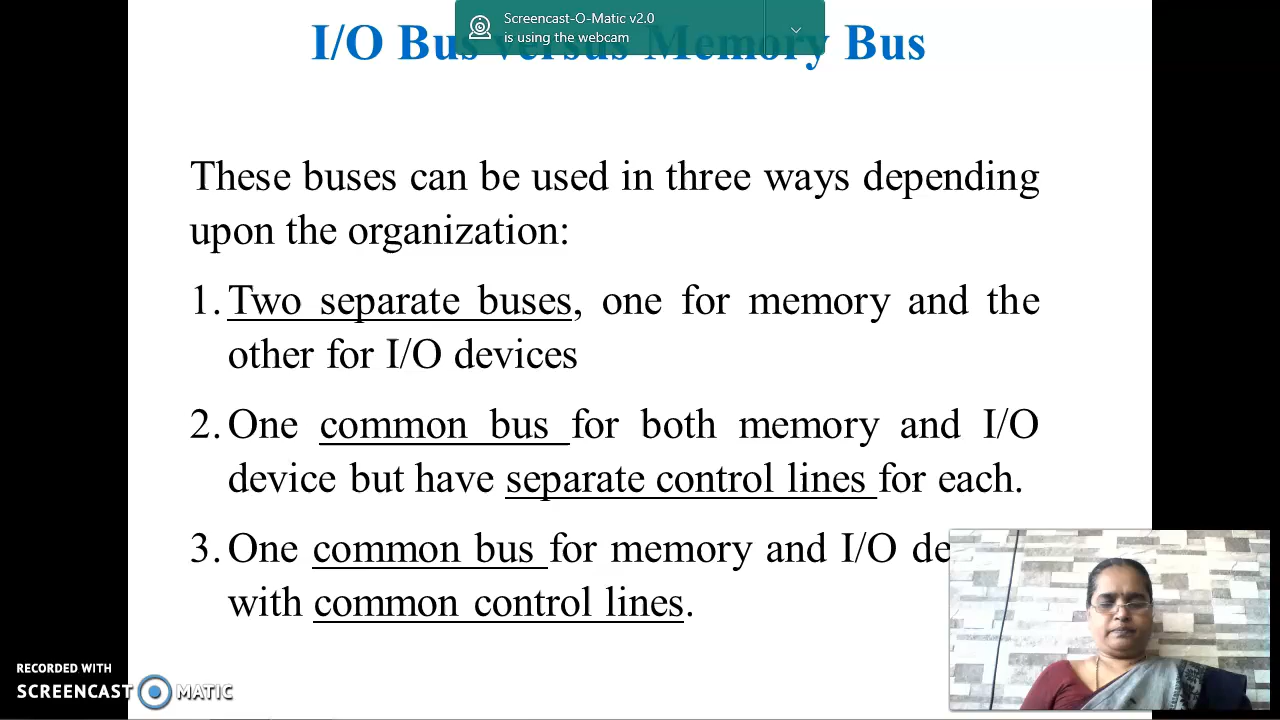 Screencast-O-Matic v2.0
is using the webcam
I/O Bus versus Memory Bus
These buses can be used in three ways depending
upon the organization:
1. Two separate buses, one for memory and the
other for I/O devices
2. One common bus for both memory and I/O
device but have separate control lines for each.
3. One common bus for memory and I/O
with common control lines.
RECORDED WITH
SCREENCAST MATIC